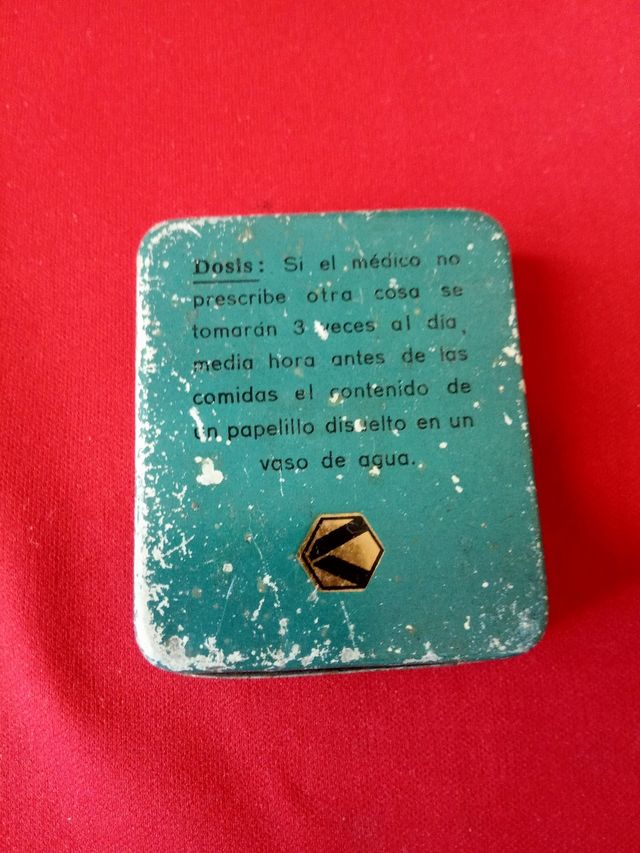 Dosis: Si el médico no
prescribe otra cosa se
tomarán 3 veces al día,
media hora antes de las
comidas el contenido de
un papelillo disuelto en un
vaso de agua.